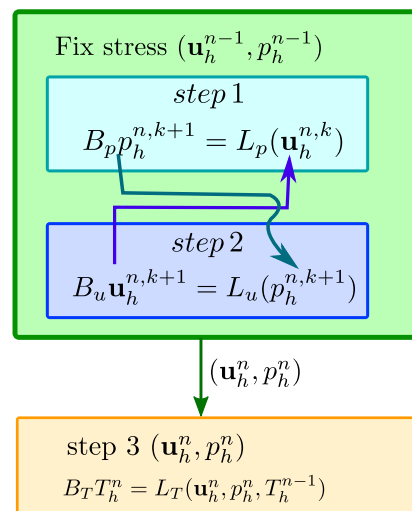 Fix stress $(\mathbf{u}_h^{n-1}, p_h^{n-1})$
step 1
$B_p p_h^{n,k+1} = L_p(\mathbf{u}_h^{n,k})$
step 2
$B_u \mathbf{u}_h^{n,k+1} = L_u(p_h^{n,k+1})$
$(\mathbf{u}_h^n, p_h^n)$
step 3 $(\mathbf{u}_h^n, p_h^n)$
$B_T T_h^n = L_T(\mathbf{u}_h^n, p_h^n, T_h^{n-1})$